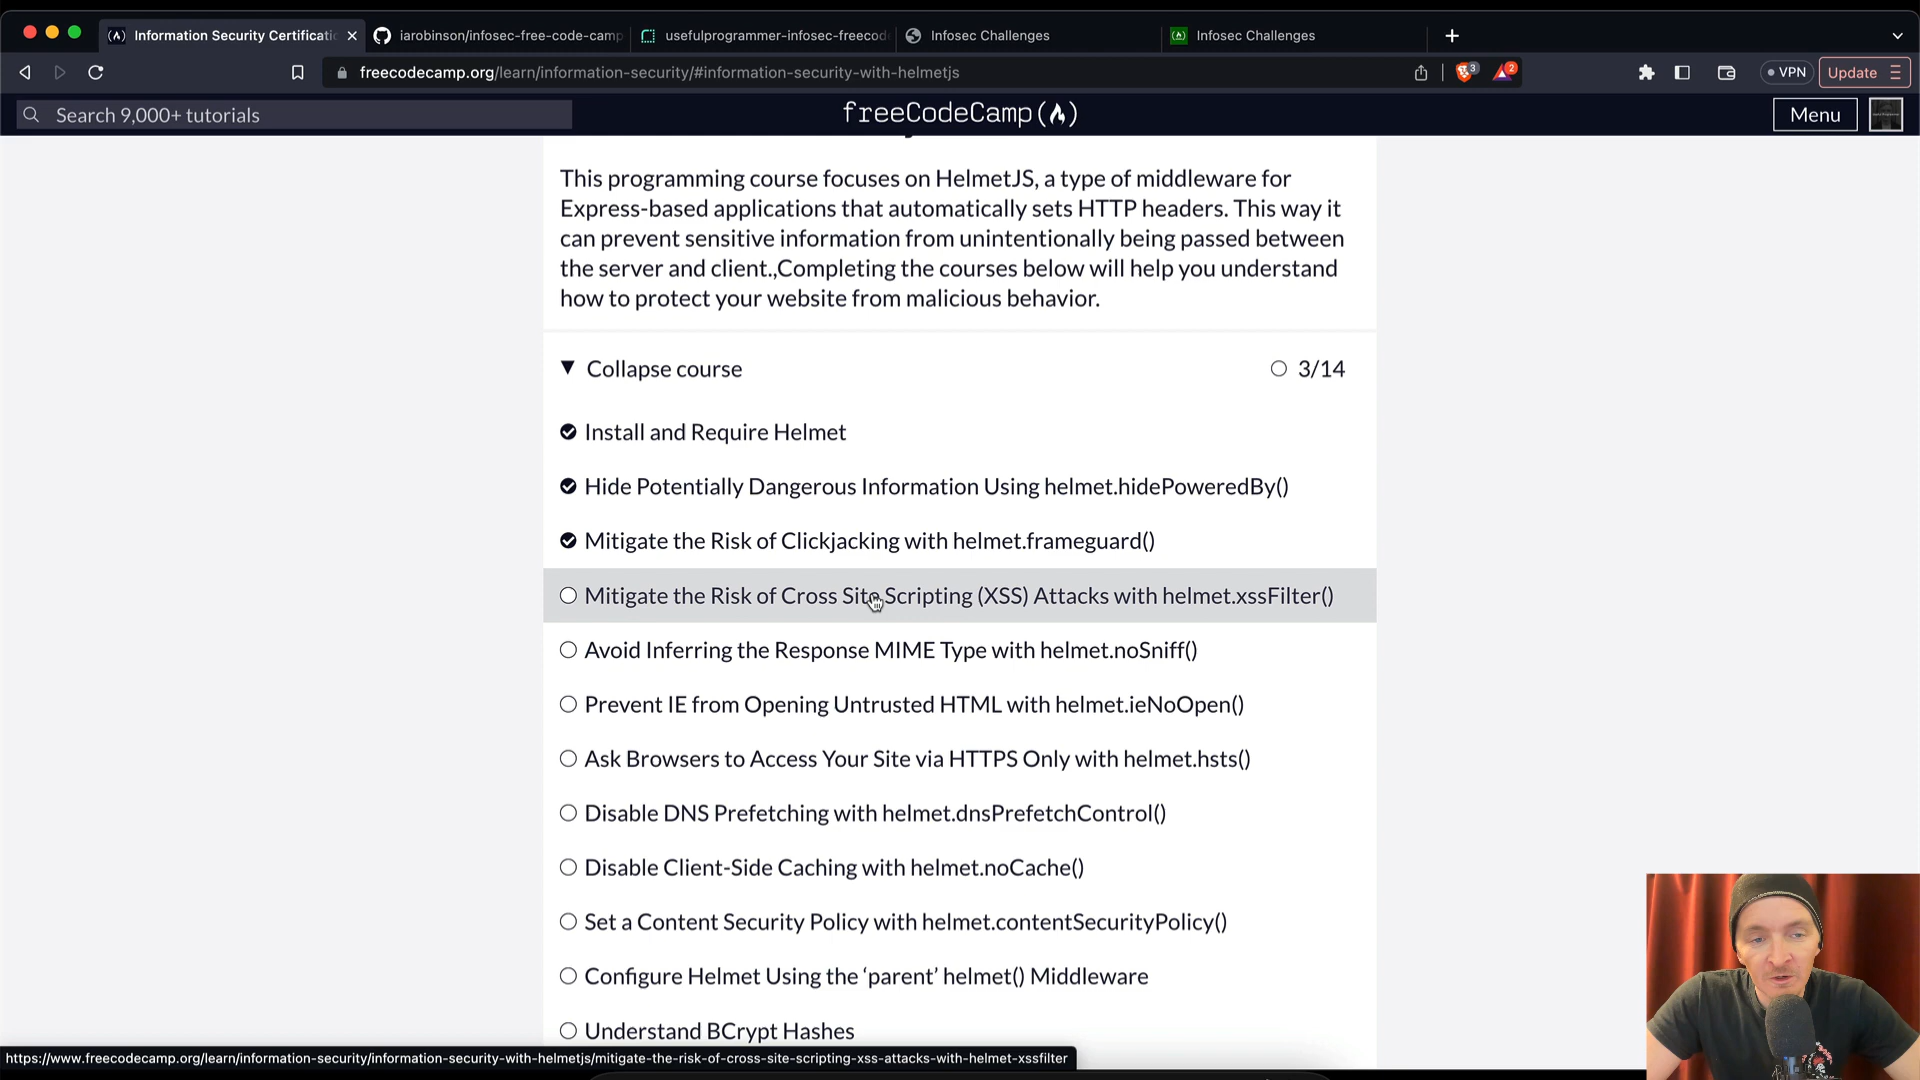 Information Security Certificati
iarobinson/infosec-free-code-camp
usefulprogrammer-infosec-freecod
Infosec Challenges
Infosec Challenges
freecodecamp.org/learn/information-security/#information-security-with-helmetjs
3
2
VPN
Update
Search 9,000+ tutorials
freeCodeCamp
Menu
This programming course focuses on HelmetJS, a type of middleware for
Express-based applications that automatically sets HTTP headers. This way it
can prevent sensitive information from unintentionally being passed between
the server and client.,Completing the courses below will help you understand
how to protect your website from malicious behavior.
Collapse course
3/14
Install and Require Helmet
Hide Potentially Dangerous Information Using helmet.hidePoweredBy()
Mitigate the Risk of Clickjacking with helmet.frameguard()
Mitigate the Risk of Cross Site Scripting (XSS) Attacks with helmet.xssFilter()
Avoid Inferring the Response MIME Type with helmet.noSniff()
Prevent IE from Opening Untrusted HTML with helmet.ieNoOpen()
Ask Browsers to Access Your Site via HTTPS Only with helmet.hsts()
Disable DNS Prefetching with helmet.dnsPrefetchControl()
Disable Client-Side Caching with helmet.noCache()
Set a Content Security Policy with helmet.contentSecurityPolicy()
Configure Helmet Using the ‘parent’ helmet() Middleware
Understand BCrypt Hashes
https://www.freecodecamp.org/learn/information-security/information-security-with-helmetjs/mitigate-the-risk-of-cross-site-scripting-xss-attacks-with-helmet-xssfilter